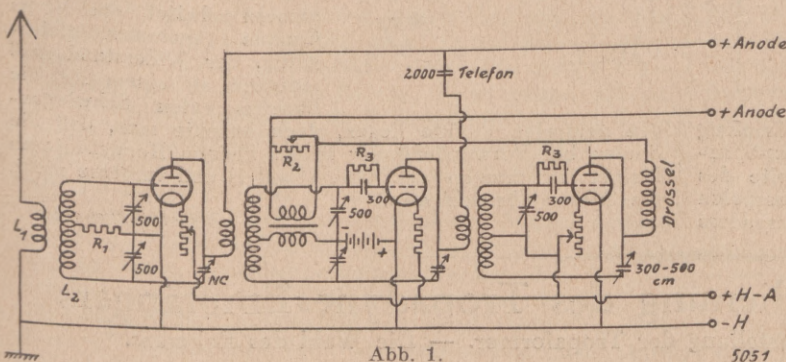 + Anode
2000 Telefon
+ Anode
R2
R3
R3
300
300
500
500
500
Drossel
L1
R1
500
NC
300-500
cm
L2
+ H-A
- +
-H
Abb. 1.
5051